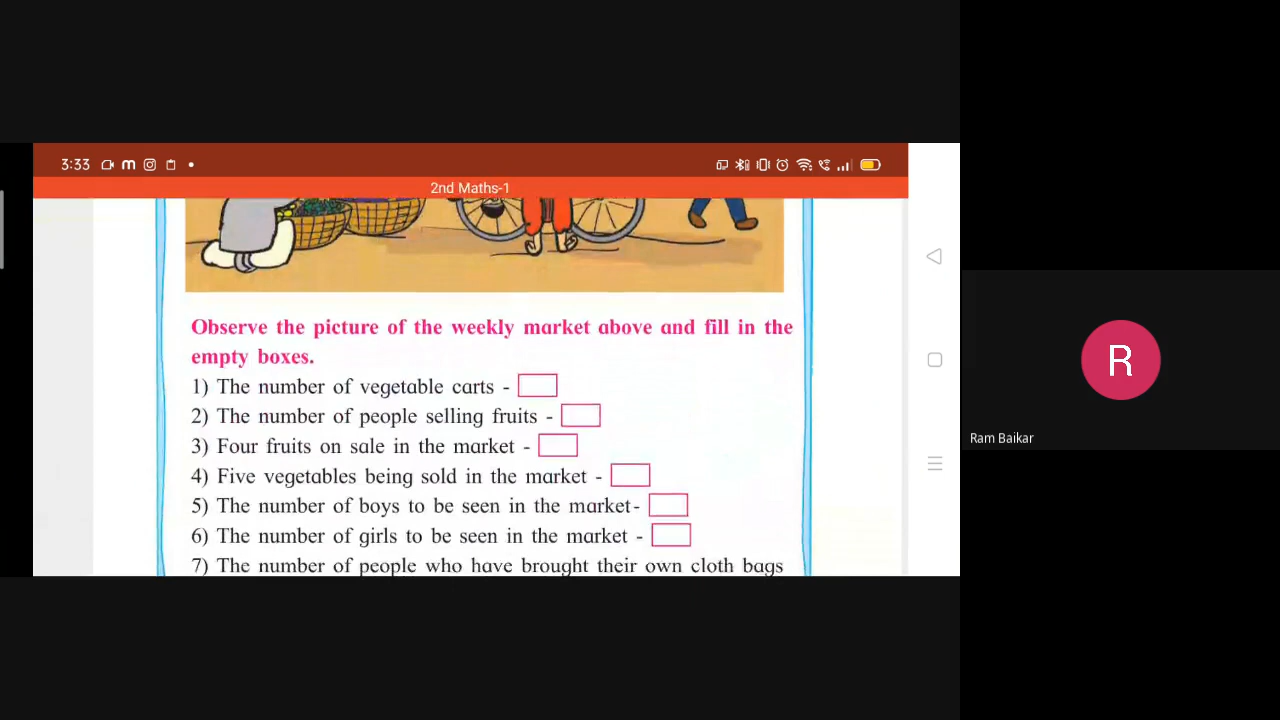 3:33
2nd Maths-1
Observe the picture of the weekly market above and fill in the
empty boxes.
1) The number of vegetable carts -
2) The number of people selling fruits -
3) Four fruits on sale in the market -
4) Five vegetables being sold in the market -
5) The number of boys to be seen in the market-
6) The number of girls to be seen in the market -
7) The number of people who have brought their own cloth bags
R
Ram Baikar